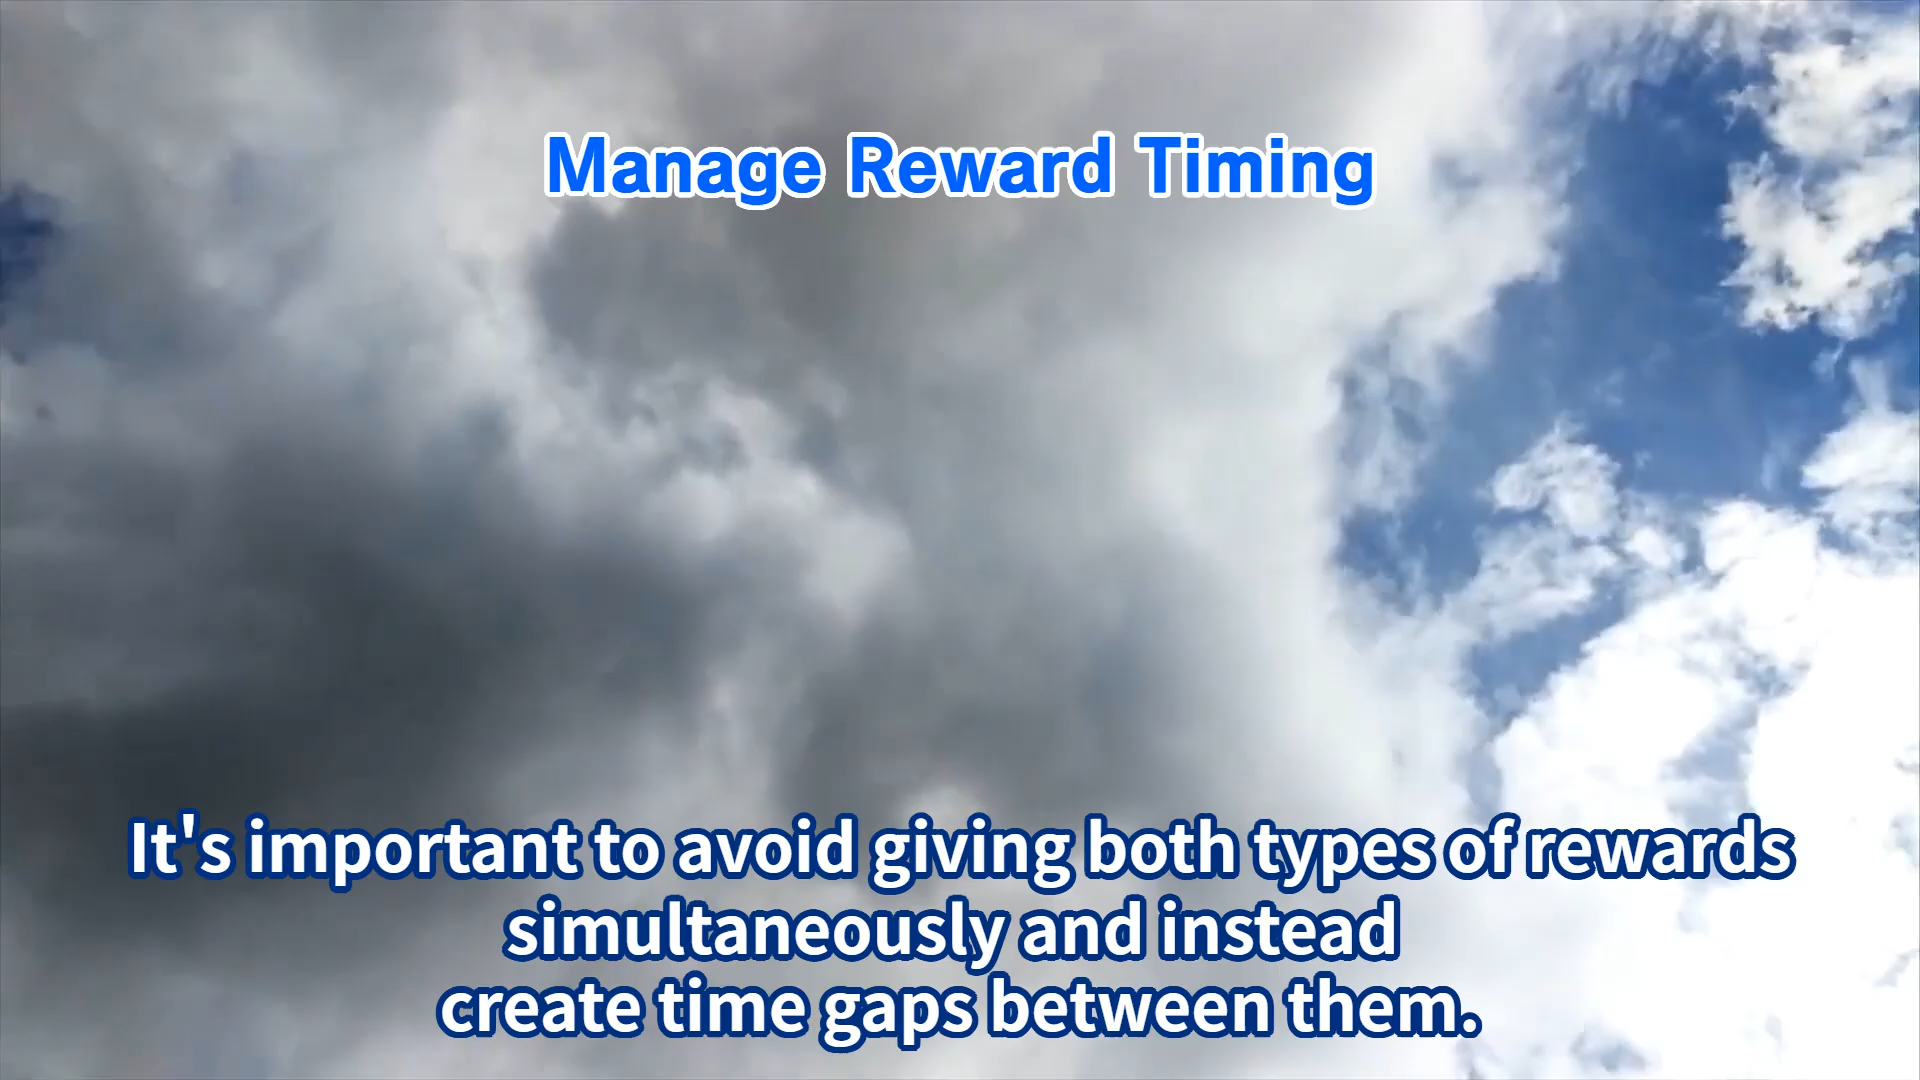 Manage Reward Timing
It's important to avoid giving both types of rewards
simultaneously and instead
create time gaps between them.